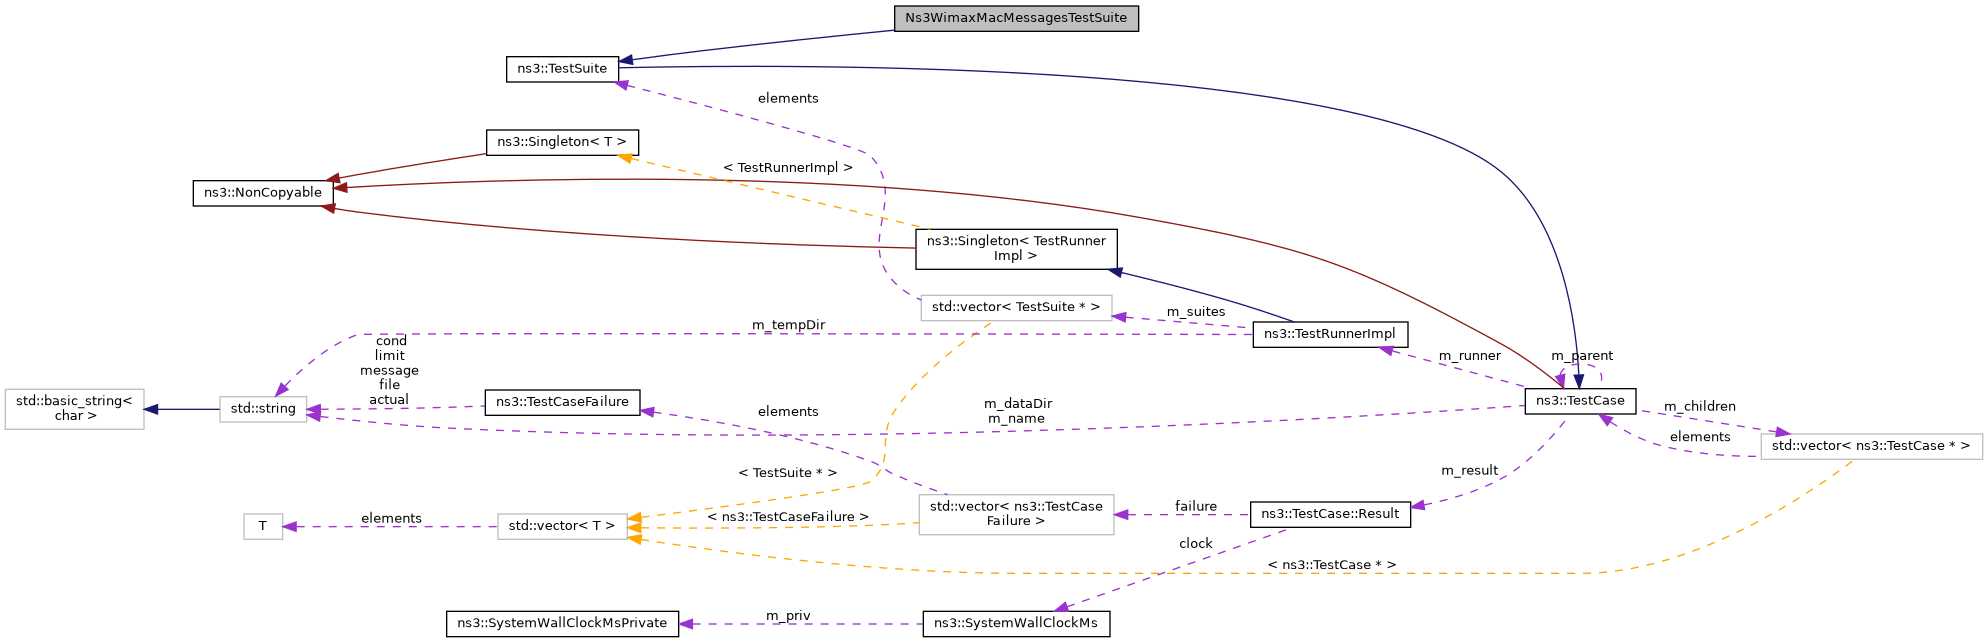 Ns3WimaxMacMessagesTestSuite
ns3::TestSuite
elements
ns3::Singleton< T >
< TestRunnerImpl >
ns3::NonCopyable
ns3::Singleton< TestRunner
Impl >
std::vector< TestSuite * >
m_suites
m_tempDir
ns3::TestRunnerImpl
cond
limit
message
file
actual
m_runner
m_parent
std::basic_string<
char >
std::string
ns3::TestCaseFailure
elements
m_dataDir
m_name
ns3::TestCase
m_children
elements
std::vector< ns3::TestCase * >
< TestSuite * >
m_result
T
elements
std::vector< T >
< ns3::TestCaseFailure >
std::vector< ns3::TestCase
Failure >
failure
ns3::TestCase::Result
clock
< ns3::TestCase * >
ns3::SystemWallClockMsPrivate
m_priv
ns3::SystemWallClockMs